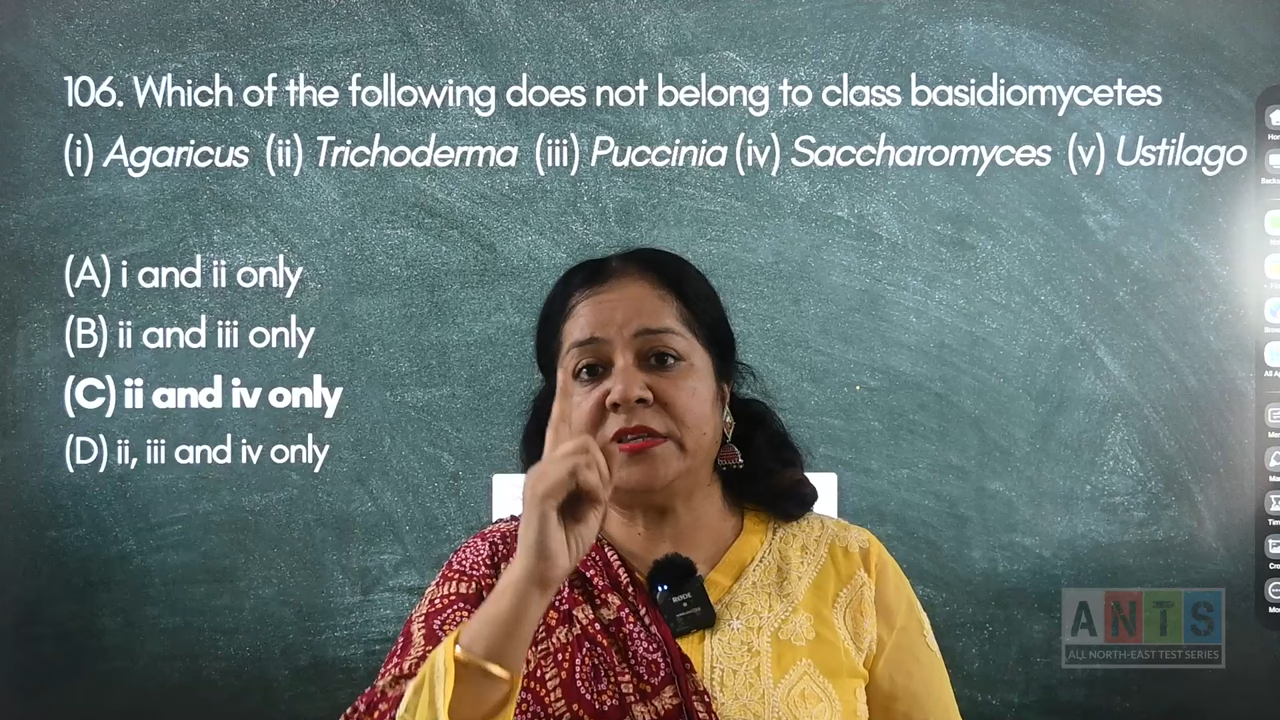 106. Which of the following does not belong to class basidiomycetes
(i) Agaricus (ii) Trichoderma (iii) Puccinia (iv) Saccharomyces (v) Ustilago
(A) i and ii only
(B) ii and iii only
(C) ii and iv only
(D) ii, iii and iv only
RØDE
ANTS
ALL NORTH-EAST TEST SERIES